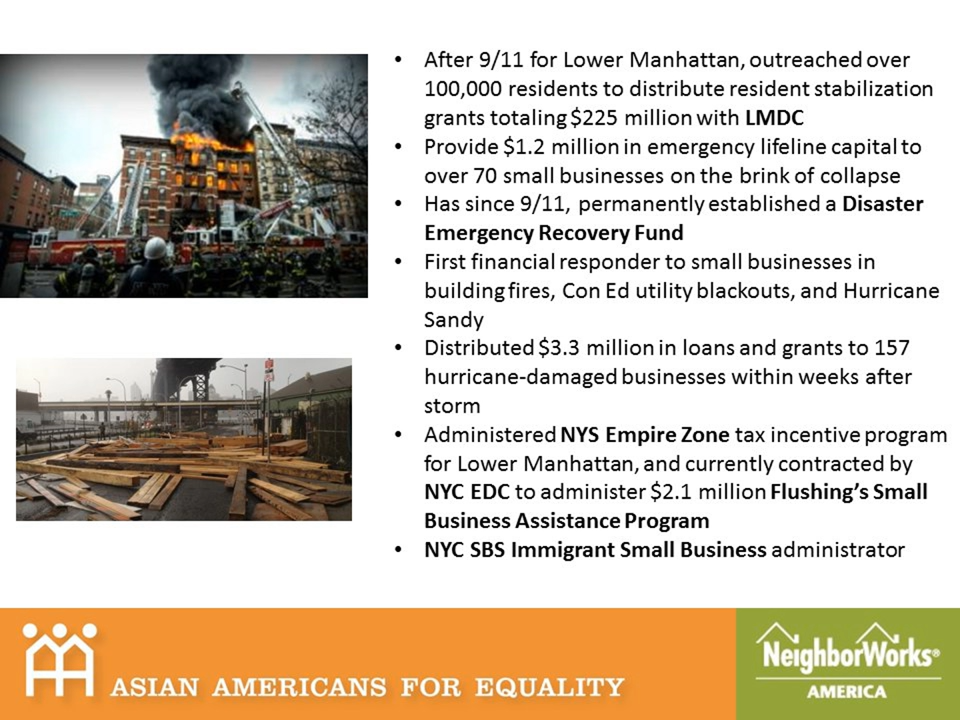 • After 9/11 for Lower Manhattan, outreached over
100,000 residents to distribute resident stabilization
grants totaling $225 million with LMDC
• Provide $1.2 million in emergency lifeline capital to
over 70 small businesses on the brink of collapse
• Has since 9/11, permanently established a Disaster
Emergency Recovery Fund
• First financial responder to small businesses in
building fires, Con Ed utility blackouts, and Hurricane
Sandy
• Distributed $3.3 million in loans and grants to 157
hurricane-damaged businesses within weeks after
storm
• Administered NYS Empire Zone tax incentive program
for Lower Manhattan, and currently contracted by
NYC EDC to administer $2.1 million Flushing’s Small
Business Assistance Program
• NYC SBS Immigrant Small Business administrator
ASIAN AMERICANS FOR EQUALITY
NeighborWorks®
AMERICA